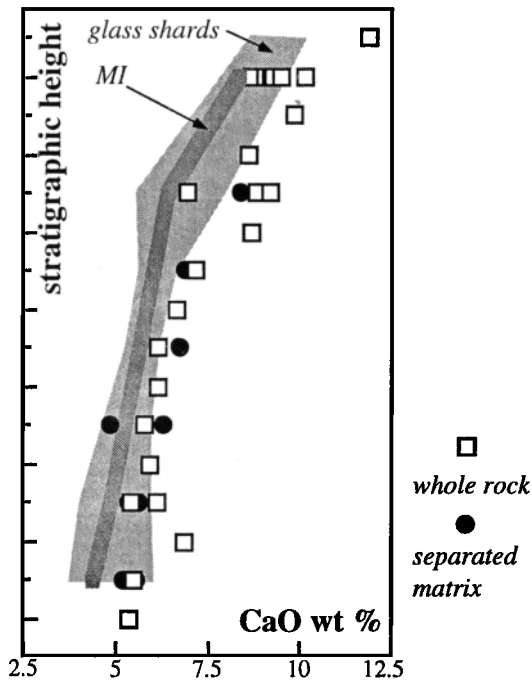 glass shards
MI
stratigraphic height
CaO wt %
whole rock
separated
matrix
2.5 5 7.5 10 12.5